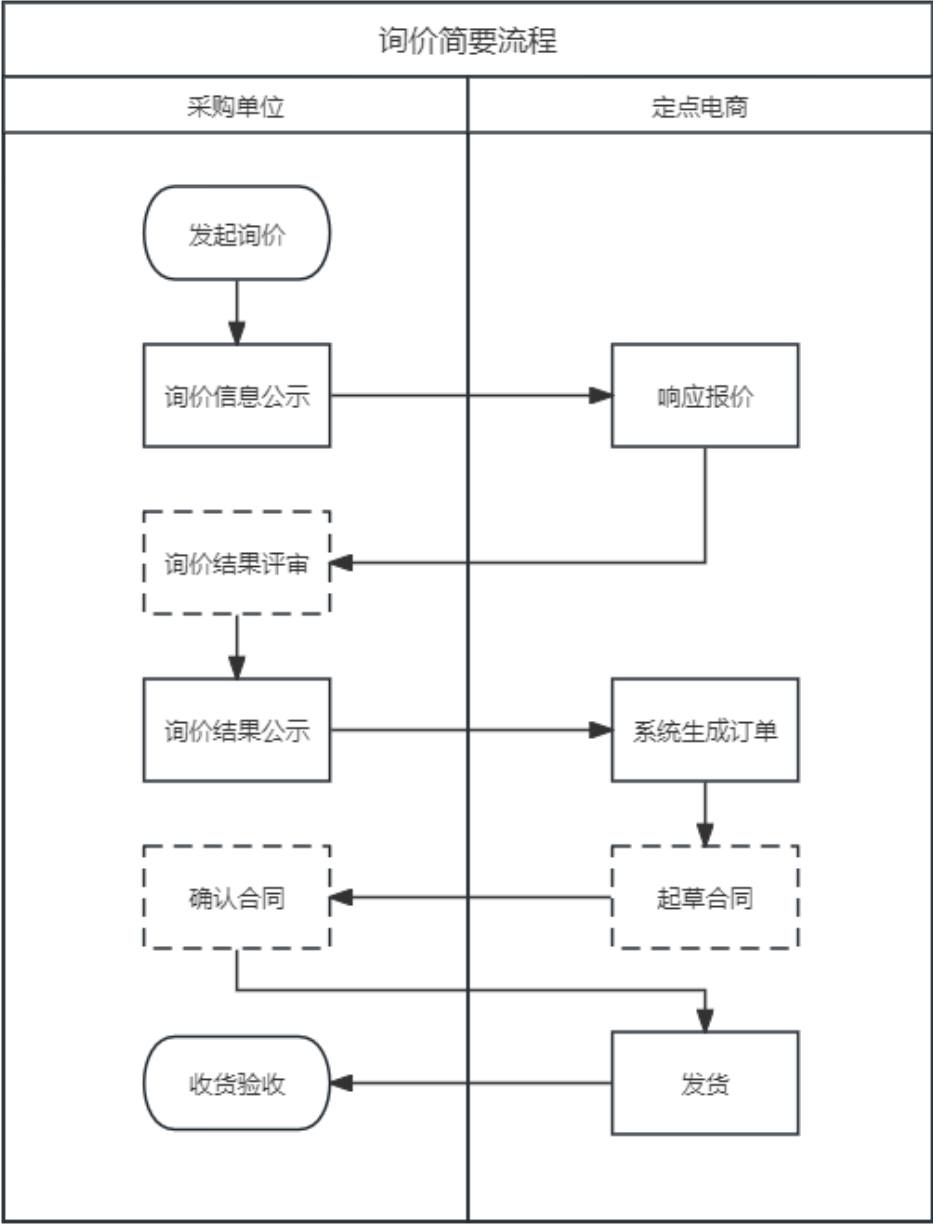 询价简要流程
采购单位
定点电商
发起询价
询价信息公示
响应报价
询价结果评审
询价结果公示
系统生成订单
确认合同
起草合同
收货验收
发货